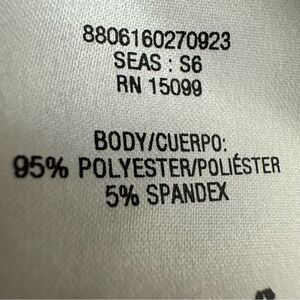 8806160270923
SEAS : S6
RN 15099
BODY/CUERPO:
95% POLYESTER/POLIÉSTER
5% SPANDEX